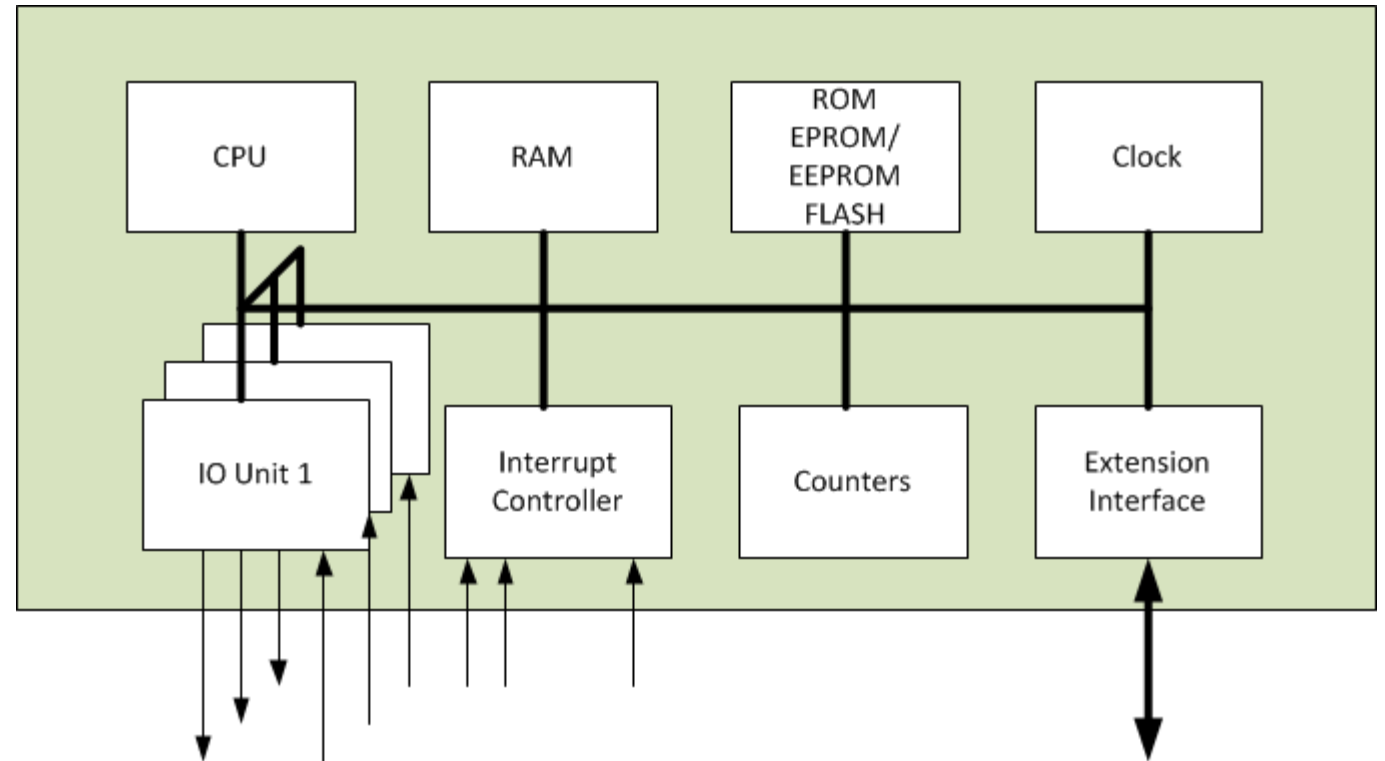 CPU
RAM
ROM
EPROM/
EEPROM
FLASH
Clock
IO Unit 1
Interrupt
Controller
Counters
Extension
Interface